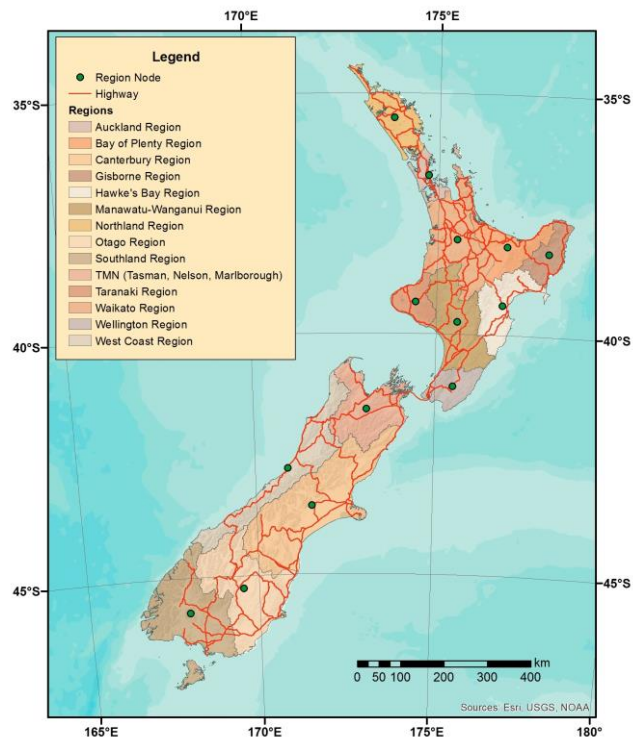 170°E 175°E
Legend
Region Node
Highway
Regions
Auckland Region
Bay of Plenty Region
Canterbury Region
Gisborne Region
Hawke's Bay Region
Manawatu-Wanganui Region
Northland Region
Otago Region
Southland Region
TMN (Tasman, Nelson, Marlborough)
Taranaki Region
Waikato Region
Wellington Region
West Coast Region
35°S 35°S
40°S 40°S
45°S 45°S
km
0 50 100 200 300 400
Sources: Esri, USGS, NOAA
165°E 170°E 175°E 180°